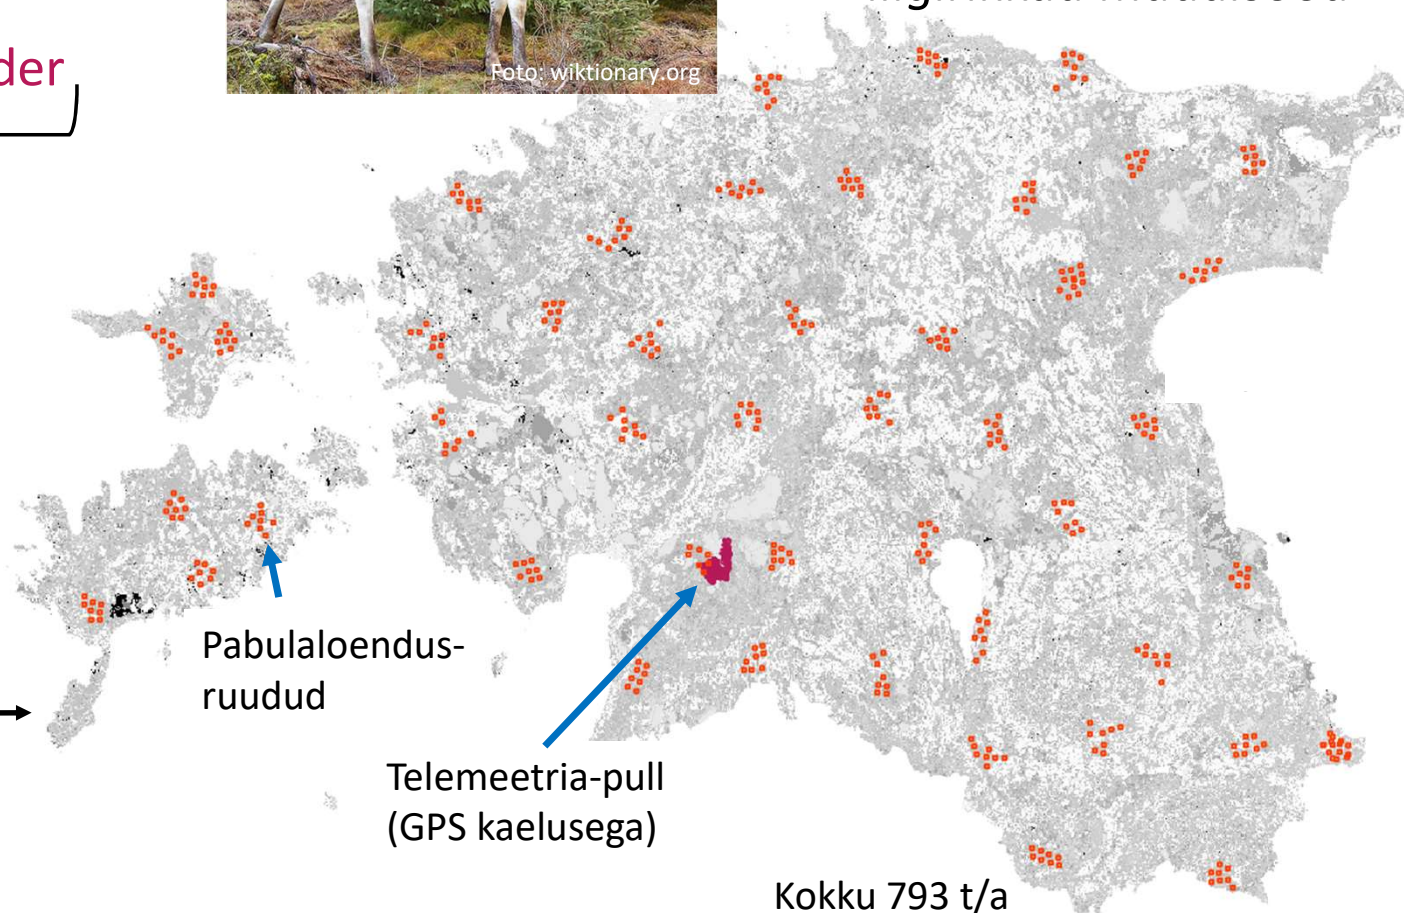 der
Foto: wiktionary.org
Pabulaloendus-
ruudud
Telemeetria-pull
(GPS kaelusega)
Kokku 793 t/a